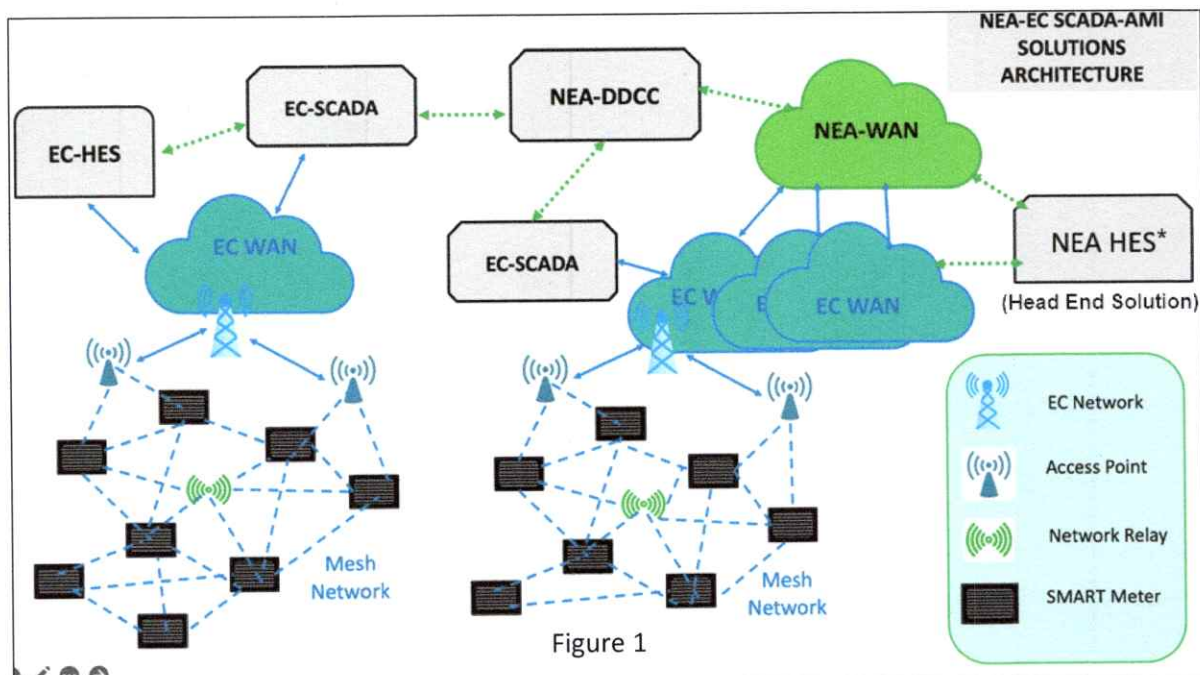 NEA-EC SCADA-AMI
SOLUTIONS
ARCHITECTURE
EC-HES
EC-SCADA
NEA-DDCC
NEA-WAN
EC WAN
EC-SCADA
EC W
E
EC WAN
NEA HES*
(Head End Solution)
EC Network
Access Point
Network Relay
SMART Meter
Mesh
Network
Mesh
Network
Figure 1